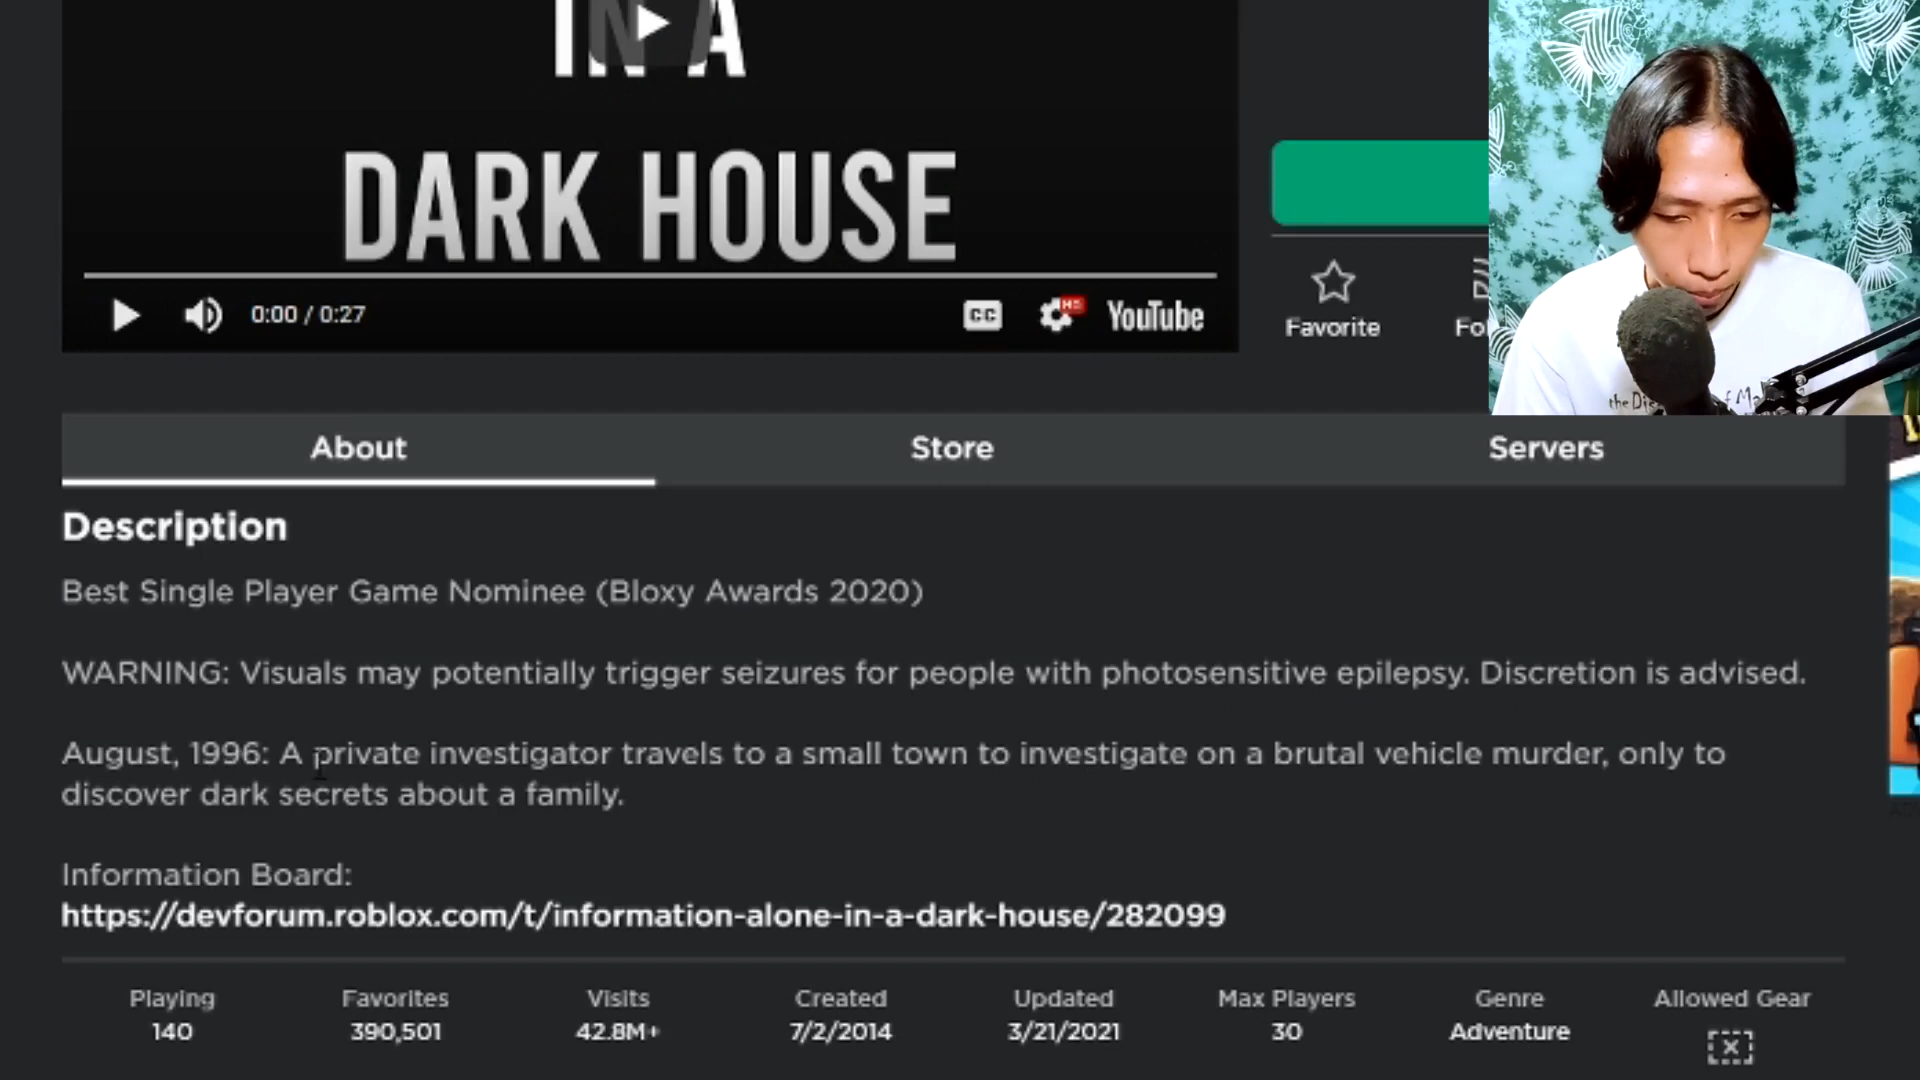 IN A
DARK HOUSE
0:00 / 0:27
CC
HD
YouTube
Favorite
the Di
About
Store
Servers
Description
Best Single Player Game Nominee (Bloxy Awards 2020)
WARNING: Visuals may potentially trigger seizures for people with photosensitive epilepsy. Discretion is advised.
August, 1996: A private investigator travels to a small town to investigate on a brutal vehicle murder, only to
discover dark secrets about a family.
Information Board:
https://devforum.roblox.com/t/information-alone-in-a-dark-house/282099
Playing
Favorites
Visits
Created
Updated
Max Players
Genre
Allowed Gear
140
390,501
42.8M+
7/2/2014
3/21/2021
30
Adventure